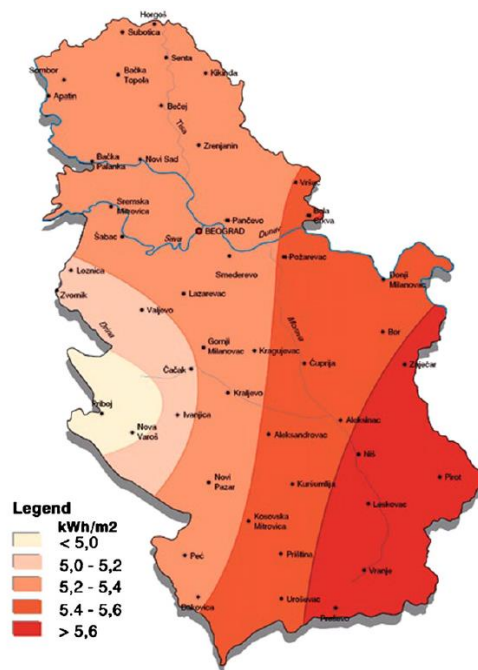 Horgoš
Subotica
Senta
Sombor
Bačka
Topola
Kikinda
Apatin
Bečej
Tisa
Zrenjanin
Bačka
Palanka
Novi Sad
Vršac
Sremska
Mitrovica
Pančevo
Bela
Crkva
BEOGRAD
Dunav
Šabac
Sava
Požarevac
Smederevo
Loznica
Donji
Milanovac
Zvornik
Lazarevac
Valjevo
Morava
Drina
Bor
Gornji
Milanovac
Kragujevac
Čuprija
Zaječar
Čačak
Kraljevo
Priboj
Ivanjica
Aleksinac
Nova
Varoš
Aleksandrovac
Niš
Novi
Pazar
Kuršumlija
Pirot
Leskovac
Kosovska
Mitrovica
Peć
Priština
Vranje
Đakovica
Uroševac
Preševo
Legend
kWh/m2
< 5,0
5,0 - 5,2
5,2 - 5,4
5.4 - 5,6
> 5,6